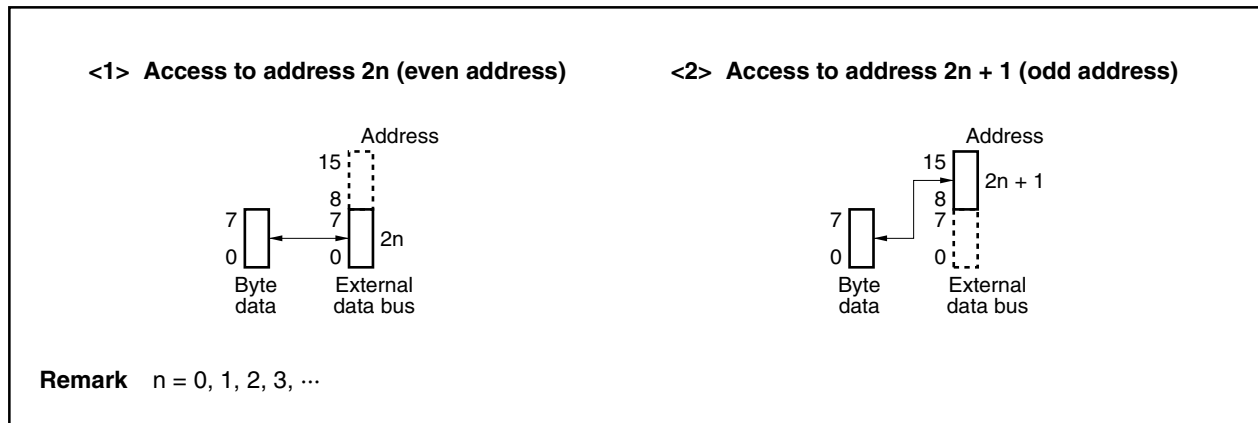 <1> Access to address 2n (even address)
Address
15
8
7
7
2n
0
0
Byte
data
External
data bus
<2> Access to address 2n + 1 (odd address)
Address
15
2n + 1
8
7
7
0
0
Byte
data
External
data bus
Remark n = 0, 1, 2, 3, ···